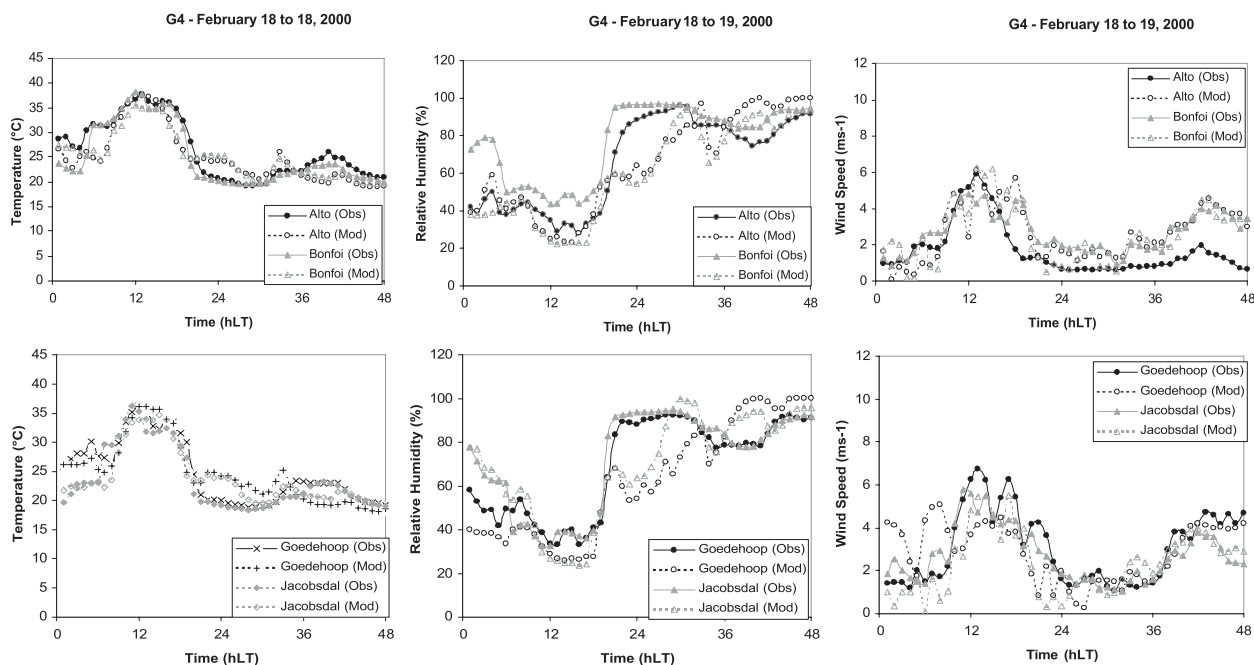 G4 - February 18 to 18, 2000
G4 - February 18 to 19, 2000
G4 - February 18 to 19, 2000
Temperature (°C)
45
40
35
30
25
20
15
10
5
0
0 12 24 36 48
Time (hLT)
Alto (Obs)
Alto (Mod)
Bonfoi (Obs)
Bonfoi (Mod)
Relative Humidity (%)
120
100
80
60
40
20
0
0 12 24 36 48
Time (hLT)
Alto (Obs)
Alto (Mod)
Bonfoi (Obs)
Bonfoi (Mod)
Wind Speed (ms-1)
12
10
8
6
4
2
0
0 12 24 36 48
Time (hLT)
Alto (Obs)
Alto (Mod)
Bonfoi (Obs)
Bonfoi (Mod)
Temperature (°C)
45
40
35
30
25
20
15
10
5
0
0 12 24 36 48
Time (hLT)
Goedehoop (Obs)
Goedehoop (Mod)
Jacobsdal (Obs)
Jacobsdal (Mod)
Relative Humidity (%)
120
100
80
60
40
20
0
0 12 24 36 48
Time (hLT)
Goedehoop (Obs)
Goedehoop (Mod)
Jacobsdal (Obs)
Jacobsdal (Mod)
Wind Speed (ms-1)
12
10
8
6
4
2
0
0 12 24 36 48
Time (hLT)
Goedehoop (Obs)
Goedehoop (Mod)
Jacobsdal (Obs)
Jacobsdal (Mod)